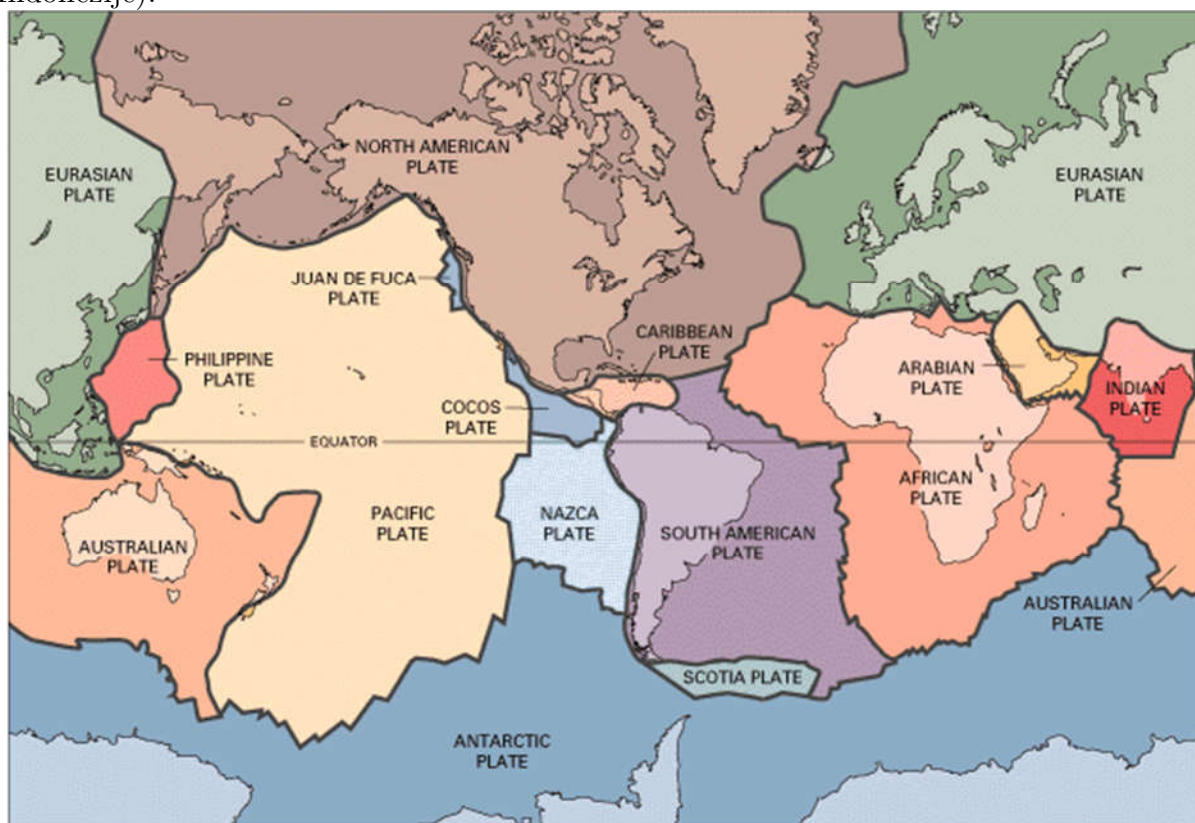 NORTH AMERICAN
PLATE
EURASIAN
PLATE
EURASIAN
PLATE
JUAN DE FUCA
PLATE
CARIBBEAN
PLATE
PHILIPPINE
PLATE
ARABIAN
PLATE
INDIAN
PLATE
COCOS
PLATE
EQUATOR
AFRICAN
PLATE
PACIFIC
PLATE
NAZCA
PLATE
SOUTH AMERICAN
PLATE
AUSTRALIAN
PLATE
AUSTRALIAN
PLATE
SCOTIA PLATE
ANTARCTIC
PLATE